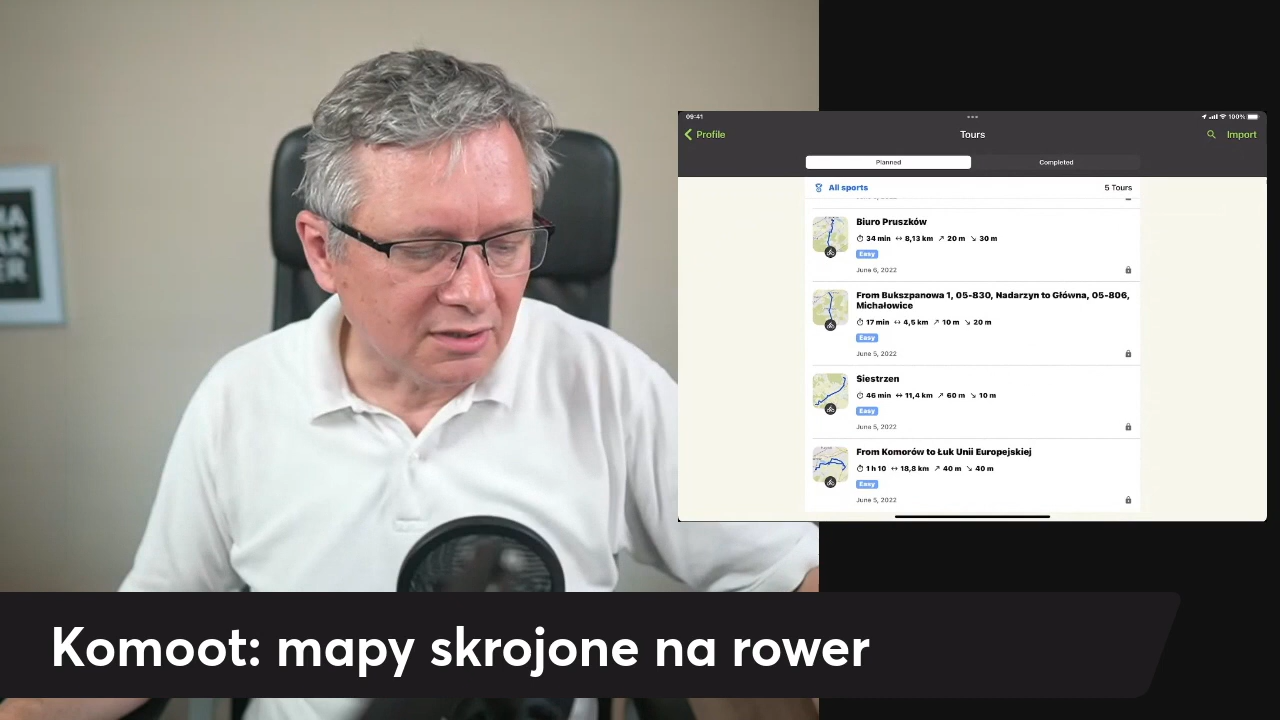 09:41
100%
Profile
Tours
Import
Planned
Completed
All sports
5 Tours
Biuro Pruszków
34 min ↔ 8,13 km ↗ 20 m ↘ 30 m
Easy
June 6, 2022
From Bukszpanowa 1, 05-830, Nadarzyn to Główna, 05-806,
Michałowice
17 min ↔ 4,5 km ↗ 10 m ↘ 20 m
Easy
June 5, 2022
Siestrzen
46 min ↔ 11,4 km ↗ 60 m ↘ 10 m
Easy
June 5, 2022
From Komorów to Łuk Unii Europejskiej
1 h 10 ↔ 18,8 km ↗ 40 m ↘ 40 m
Easy
June 5, 2022
Komoot: mapy skrojone na rower